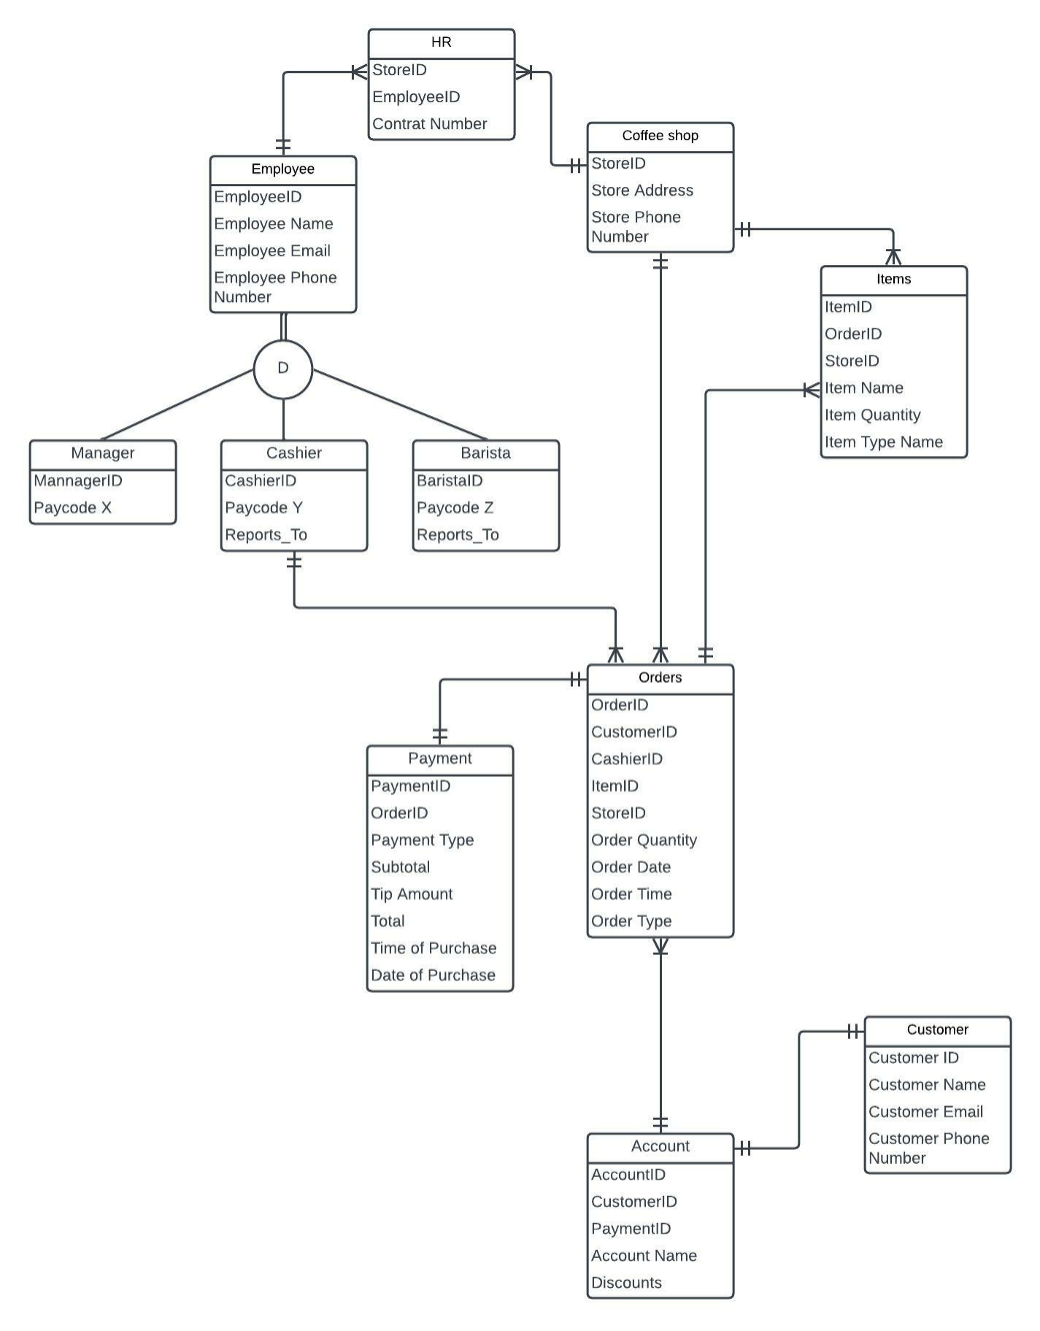 HR
StoreID
EmployeeID
Contrat Number
Coffee shop
StoreID
Store Address
Store Phone
Number
Employee
EmployeeID
Employee Name
Employee Email
Employee Phone
Number
Items
ItemID
OrderID
StoreID
Item Name
Item Quantity
Item Type Name
D
Manager
MannagerID
Paycode X
Cashier
CashierID
Paycode Y
Reports_To
Barista
BaristaID
Paycode Z
Reports_To
Orders
OrderID
CustomerID
CashierID
ItemID
StoreID
Order Quantity
Order Date
Order Time
Order Type
Payment
PaymentID
OrderID
Payment Type
Subtotal
Tip Amount
Total
Time of Purchase
Date of Purchase
Customer
Customer ID
Customer Name
Customer Email
Customer Phone
Number
Account
AccountID
CustomerID
PaymentID
Account Name
Discounts